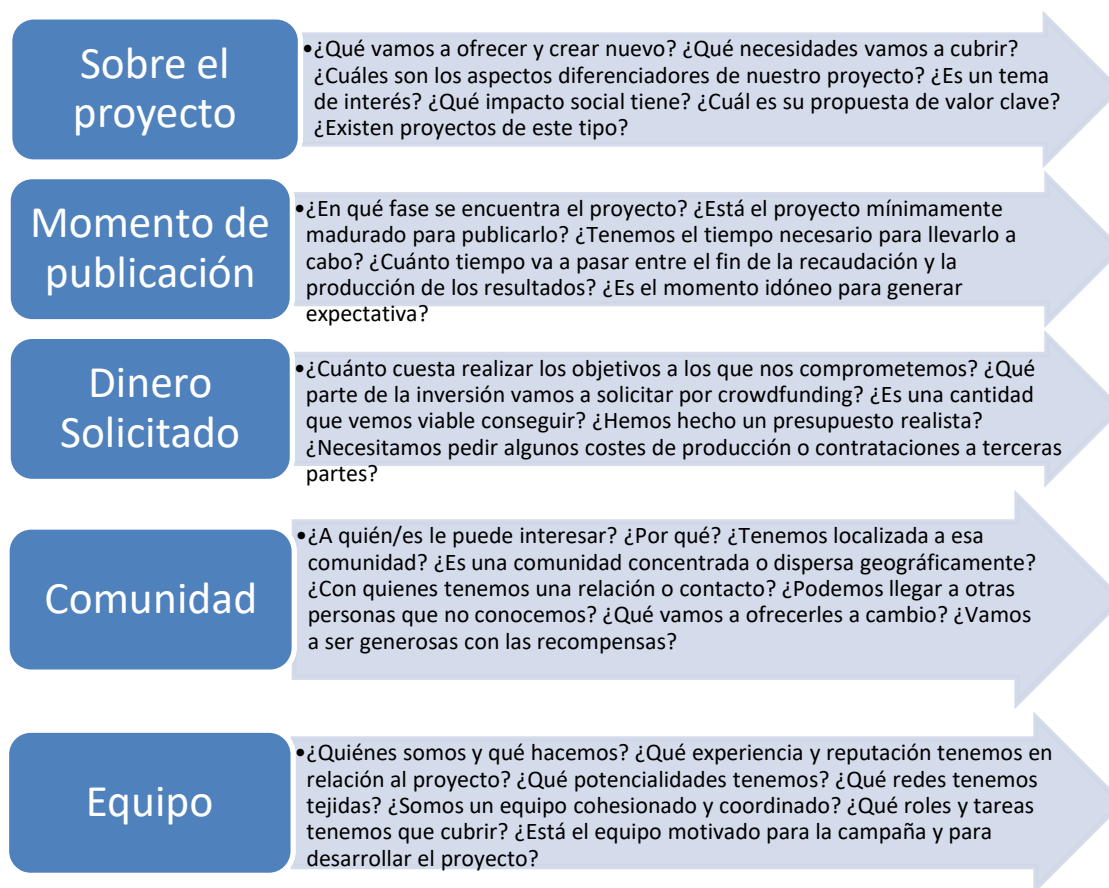 Sobre el
proyecto
•¿Qué vamos a ofrecer y crear nuevo? ¿Qué necesidades vamos a cubrir?
¿Cuáles son los aspectos diferenciadores de nuestro proyecto? ¿Es un tema
de interés? ¿Qué impacto social tiene? ¿Cuál es su propuesta de valor clave?
¿Existen proyectos de este tipo?
Momento de
publicación
•¿En qué fase se encuentra el proyecto? ¿Está el proyecto mínimamente
madurado para publicarlo? ¿Tenemos el tiempo necesario para llevarlo a
cabo? ¿Cuánto tiempo va a pasar entre el fin de la recaudación y la
producción de los resultados? ¿Es el momento idóneo para generar
expectativa?
Dinero
Solicitado
•¿Cuánto cuesta realizar los objetivos a los que nos comprometemos? ¿Qué
parte de la inversión vamos a solicitar por crowdfunding? ¿Es una cantidad
que vemos viable conseguir? ¿Hemos hecho un presupuesto realista?
¿Necesitamos pedir algunos costes de producción o contrataciones a terceras
partes?
Comunidad
•¿A quién/es le puede interesar? ¿Por qué? ¿Tenemos localizada a esa
comunidad? ¿Es una comunidad concentrada o dispersa geográficamente?
¿Con quienes tenemos una relación o contacto? ¿Podemos llegar a otras
personas que no conocemos? ¿Qué vamos a ofrecerles a cambio? ¿Vamos
a ser generosas con las recompensas?
Equipo
•¿Quiénes somos y qué hacemos? ¿Qué experiencia y reputación tenemos en
relación al proyecto? ¿Qué potencialidades tenemos? ¿Qué redes tenemos
tejidas? ¿Somos un equipo cohesionado y coordinado? ¿Qué roles y tareas
tenemos que cubrir? ¿Está el equipo motivado para la campaña y para
desarrollar el proyecto?